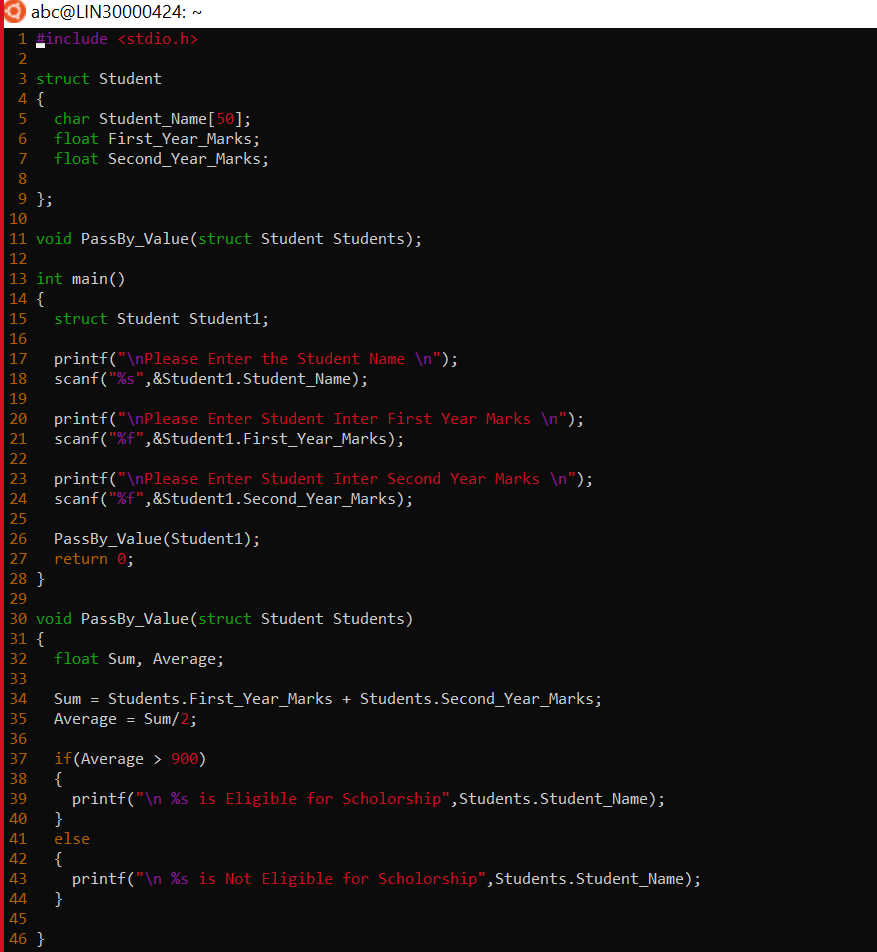 abc@LIN30000424: ~
1 #include <stdio.h>
2
3 struct Student
4 {
5   char Student_Name[50];
6   float First_Year_Marks;
7   float Second_Year_Marks;
8
9 };
10
11 void PassBy_Value(struct Student Students);
12
13 int main()
14 {
15   struct Student Student1;
16
17   printf("\nPlease Enter the Student Name \n");
18   scanf("%s",&Student1.Student_Name);
19
20   printf("\nPlease Enter Student Inter First Year Marks \n");
21   scanf("%f",&Student1.First_Year_Marks);
22
23   printf("\nPlease Enter Student Inter Second Year Marks \n");
24   scanf("%f",&Student1.Second_Year_Marks);
25
26   PassBy_Value(Student1);
27   return 0;
28 }
29
30 void PassBy_Value(struct Student Students)
31 {
32   float Sum, Average;
33
34   Sum = Students.First_Year_Marks + Students.Second_Year_Marks;
35   Average = Sum/2;
36
37   if(Average > 900)
38   {
39     printf("\n %s is Eligible for Scholorship",Students.Student_Name);
40   }
41   else
42   {
43     printf("\n %s is Not Eligible for Scholorship",Students.Student_Name);
44   }
45
46 }